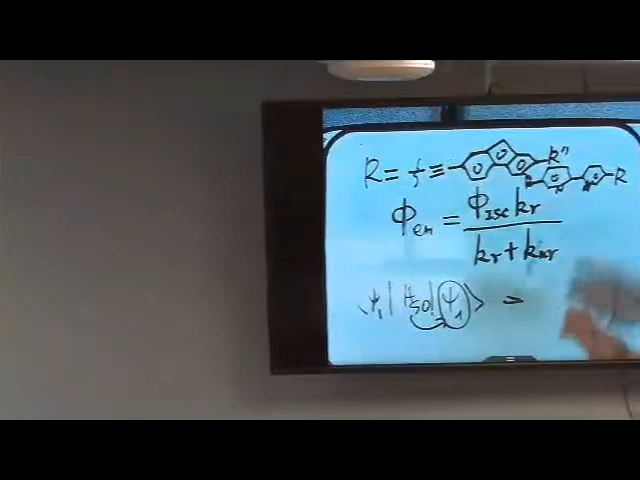 R = f ≡ R"
N N R
Φem = ΦISC kr / kr + knr
⟨Ψ1 | HSO | Ψ1⟩ =